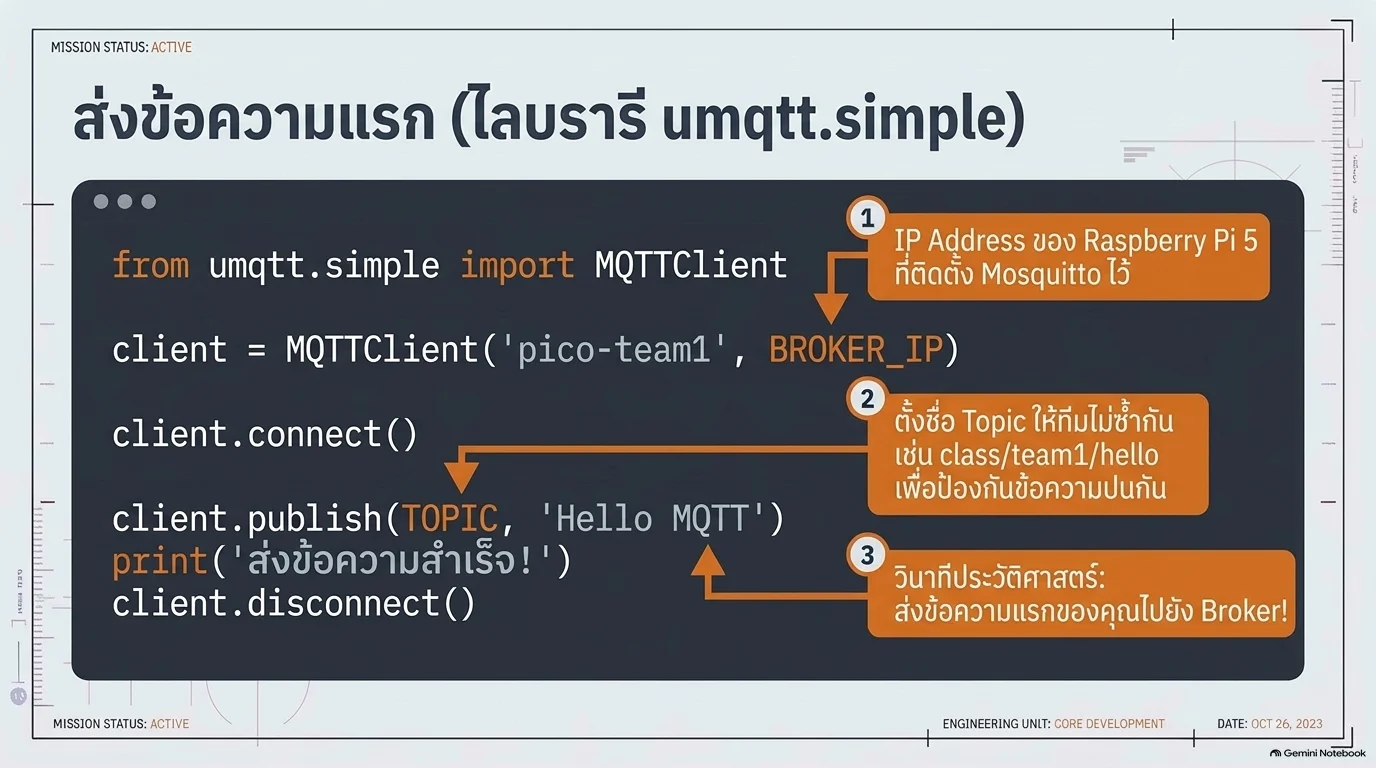 MISSION STATUS: ACTIVE
ส่งข้อความแรก (ไลบรารี umqtt.simple)
from umqtt.simple import MQTTClient
client = MQTTClient('pico-team1', BROKER_IP)
client.connect()
client.publish(TOPIC, 'Hello MQTT')
print('ส่งข้อความสำเร็จ!')
client.disconnect()
1
IP Address ของ Raspberry Pi 5
ที่ติดตั้ง Mosquitto ไว้
2
ตั้งชื่อ Topic ให้ทีมไม่ซ้ำกัน
เช่น class/team1/hello
เพื่อป้องกันข้อความปนกัน
3
วินาทีประวัติศาสตร์:
ส่งข้อความแรกของคุณไปยัง Broker!
MISSION STATUS: ACTIVE
ENGINEERING UNIT: CORE DEVELOPMENT
DATE: OCT 26, 2023
Gemini Notebook